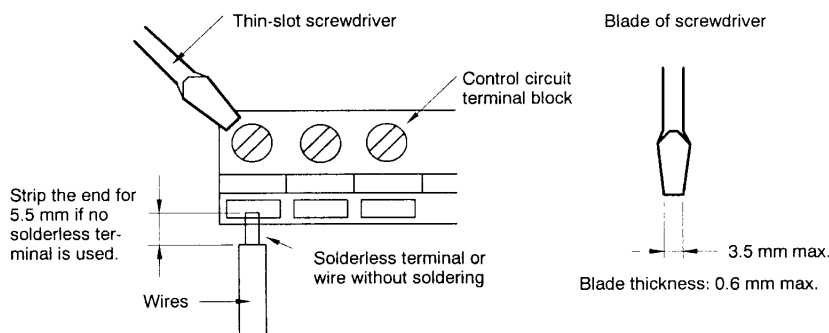 Thin-slot screwdriver
Blade of screwdriver
Control circuit
terminal block
Strip the end for
5.5 mm if no
solderless ter-
minal is used.
Solderless terminal or
wire without soldering
Wires
3.5 mm max.
Blade thickness: 0.6 mm max.